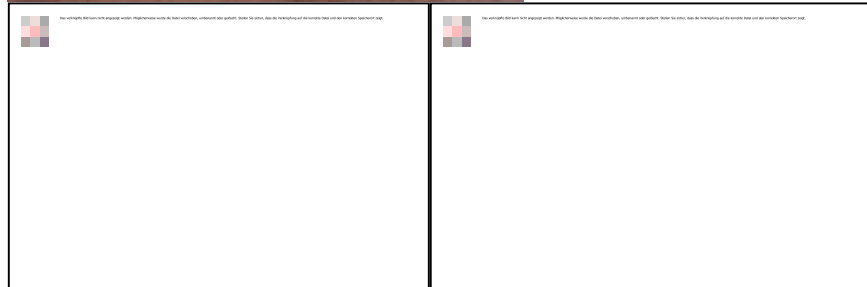 Das verknüpfte Bild kann nicht angezeigt werden. Möglicherweise wurde die Datei verschoben, umbenannt oder gelöscht. Stellen Sie sicher, dass die Verknüpfung auf die korrekte Datei und den korrekten Speicherort zeigt.
Das verknüpfte Bild kann nicht angezeigt werden. Möglicherweise wurde die Datei verschoben, umbenannt oder gelöscht. Stellen Sie sicher, dass die Verknüpfung auf die korrekte Datei und den korrekten Speicherort zeigt.